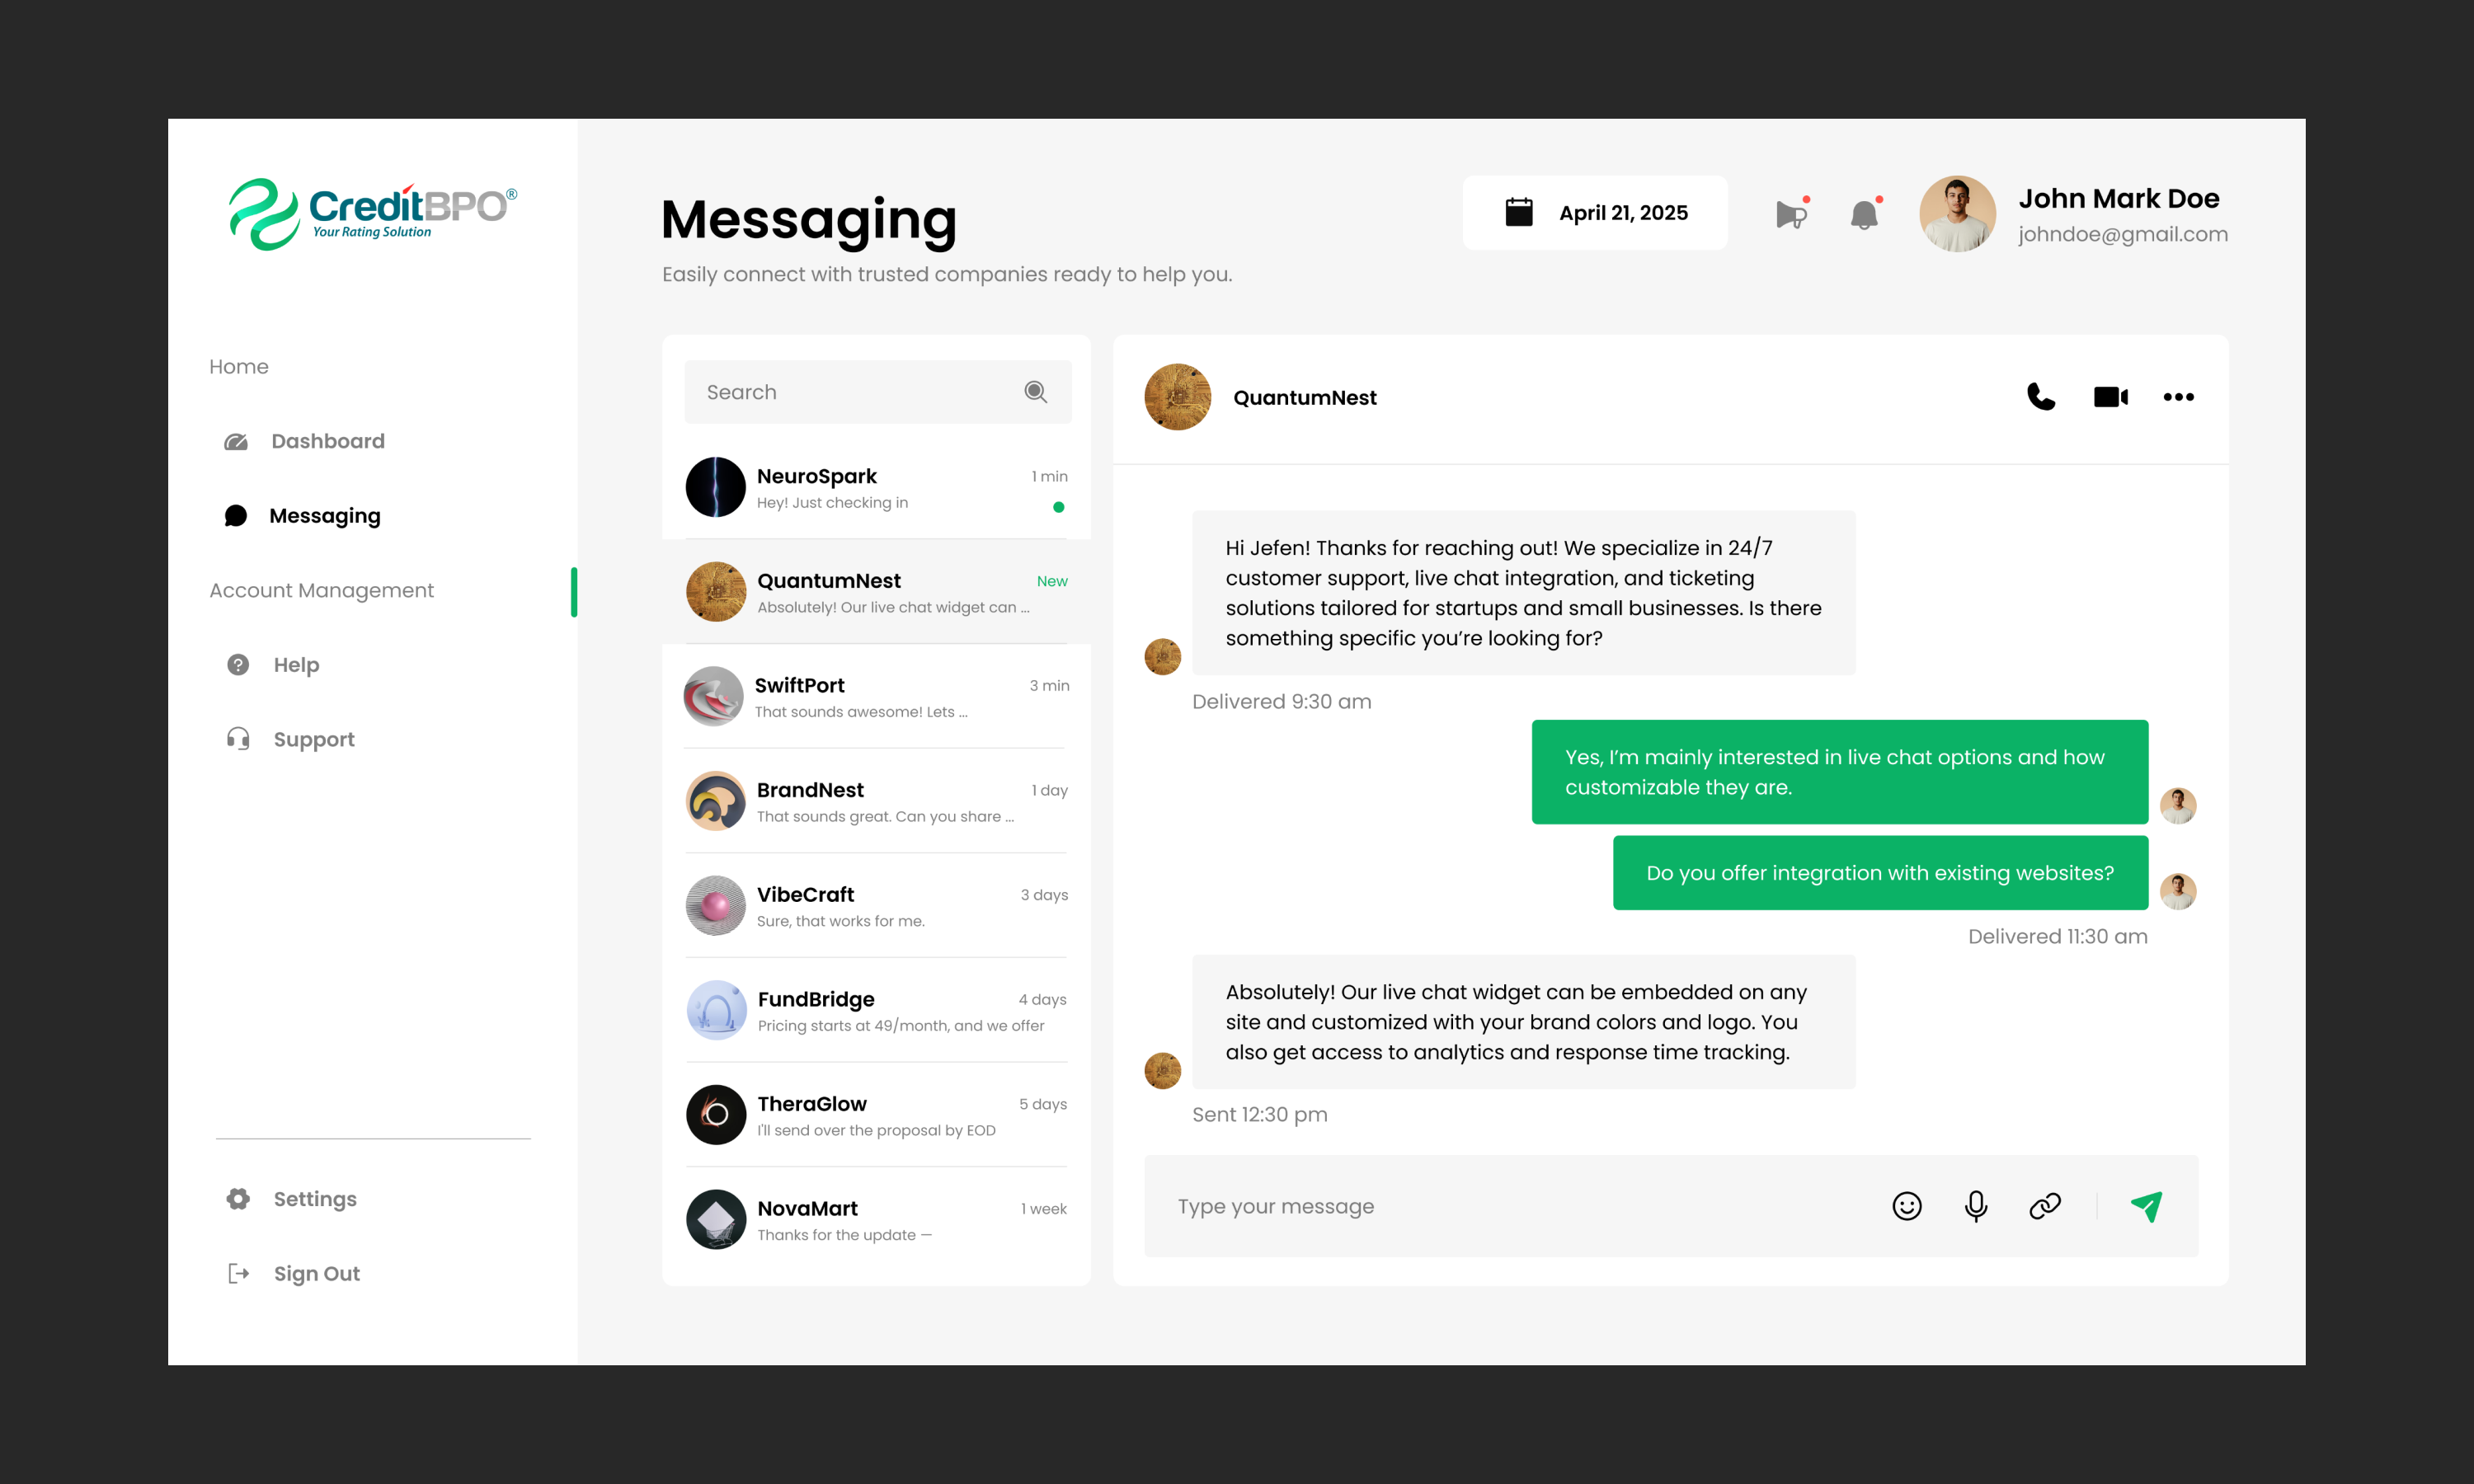 CreditBPO®
Your Rating Solution
Home
Dashboard
Messaging
Account Management
Help
Support
Settings
Sign Out
Messaging
Easily connect with trusted companies ready to help you.
April 21, 2025
John Mark Doe
johndoe@gmail.com
Search
NeuroSpark
1 min
Hey! Just checking in
QuantumNest
New
Absolutely! Our live chat widget can ...
SwiftPort
3 min
That sounds awesome! Lets ...
BrandNest
1 day
That sounds great. Can you share ...
VibeCraft
3 days
Sure, that works for me.
FundBridge
4 days
Pricing starts at 49/month, and we offer
TheraGlow
5 days
I'll send over the proposal by EOD
NovaMart
1 week
Thanks for the update —
QuantumNest
Hi Jefen! Thanks for reaching out! We specialize in 24/7
customer support, live chat integration, and ticketing
solutions tailored for startups and small businesses. Is there
something specific you’re looking for?
Delivered 9:30 am
Yes, I’m mainly interested in live chat options and how
customizable they are.
Do you offer integration with existing websites?
Delivered 11:30 am
Absolutely! Our live chat widget can be embedded on any
site and customized with your brand colors and logo. You
also get access to analytics and response time tracking.
Sent 12:30 pm
Type your message